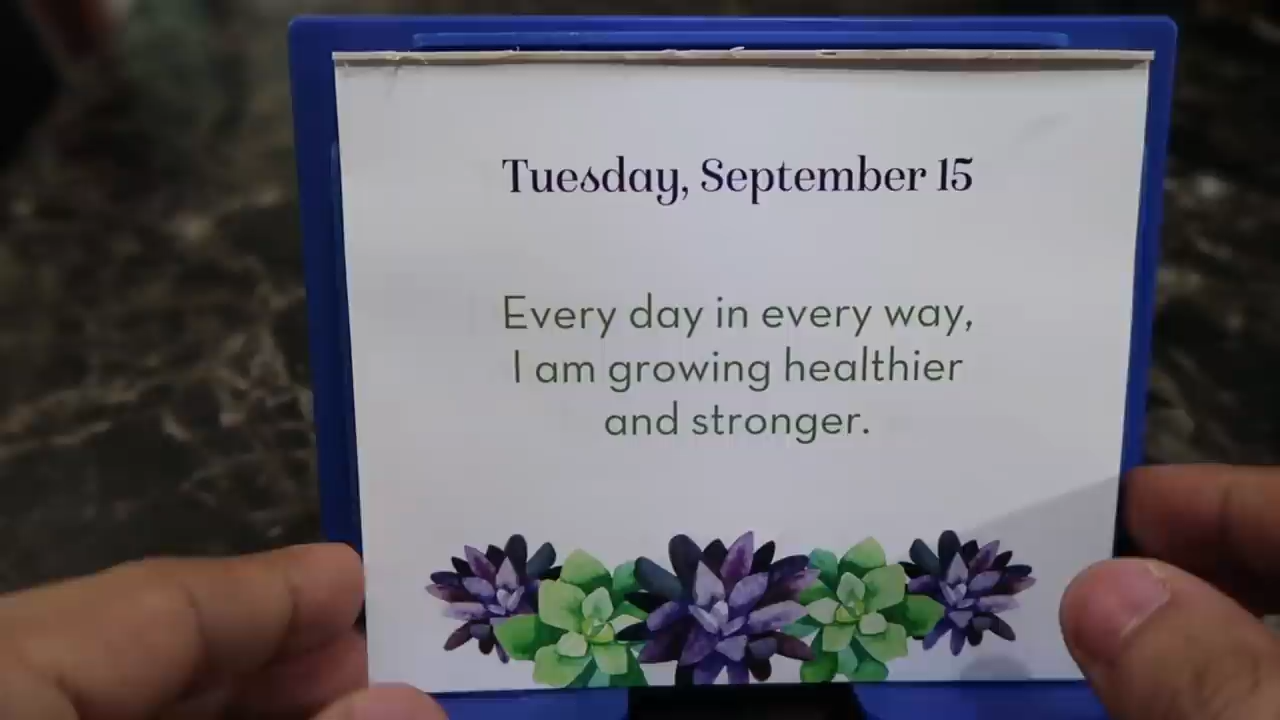 Tuesday, September 15
Every day in every way,
I am growing healthier
and stronger.